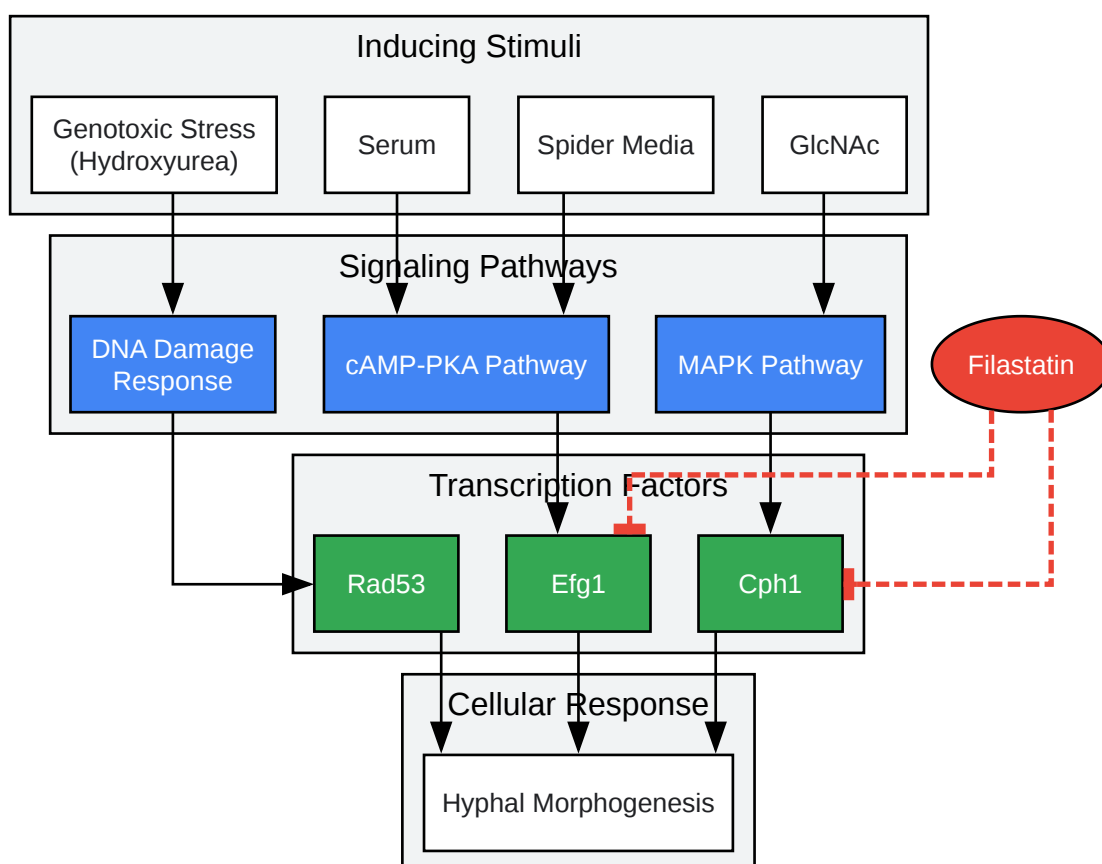 Inducing Stimuli
Genotoxic Stress
(Hydroxyurea)
Serum
Spider Media
GlcNAc
Signaling Pathways
DNA Damage
Response
cAMP-PKA Pathway
MAPK Pathway
Filastatin
Transcription Factors
Rad53
Efg1
Cph1
Cellular Response
Hyphal Morphogenesis